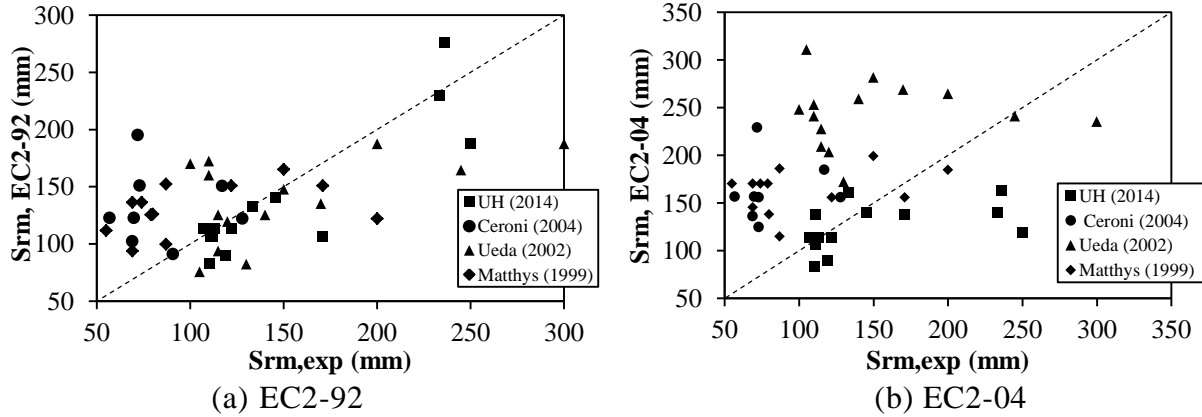 300
250
200
150
100
50
Srm, EC2-92 (mm)
50 100 150 200 250 300
Srm,exp (mm)
UH (2014)
Ceroni (2004)
Ueda (2002)
Matthys (1999)
(a) EC2-92
350
300
250
200
150
100
50
Srm, EC2-04 (mm)
50 100 150 200 250 300 350
Srm,exp (mm)
UH (2014)
Ceroni (2004)
Ueda (2002)
Matthys (1999)
(b) EC2-04